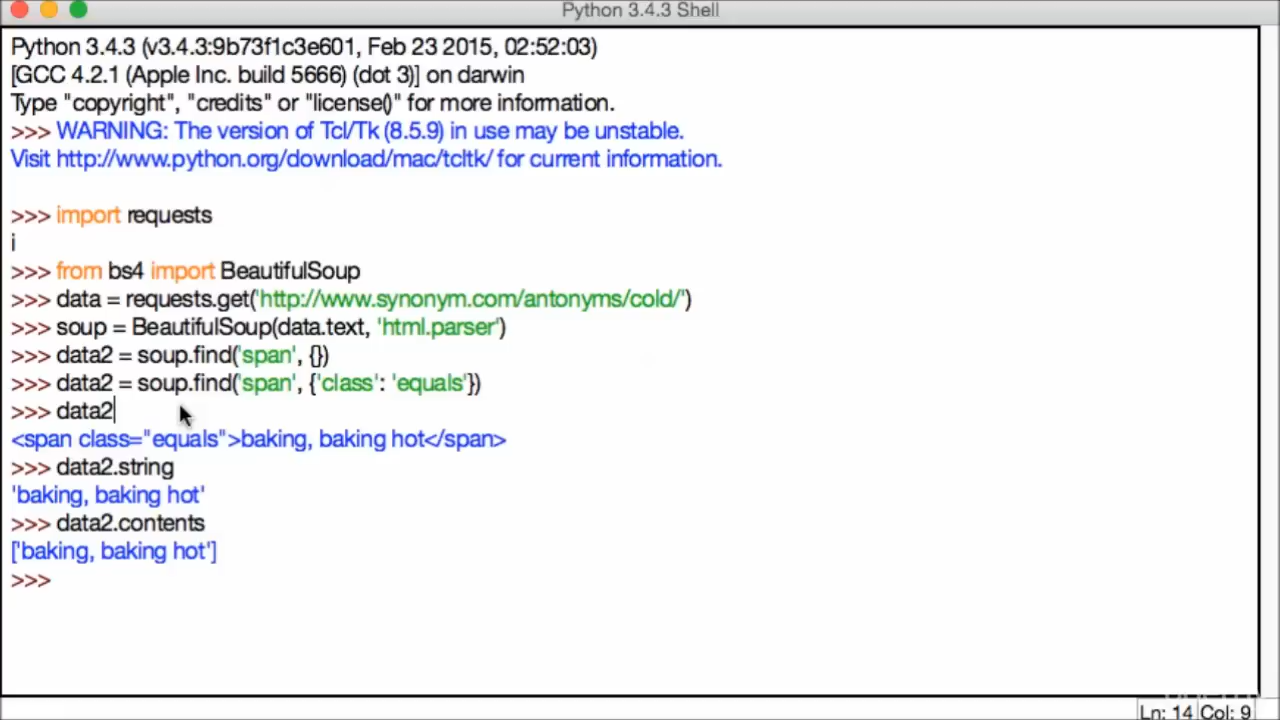 Python 3.4.3 Shell
Python 3.4.3 (v3.4.3:9b73f1c3e601, Feb 23 2015, 02:52:03)
[GCC 4.2.1 (Apple Inc. build 5666) (dot 3)] on darwin
Type "copyright", "credits" or "license()" for more information.
>>> WARNING: The version of Tcl/Tk (8.5.9) in use may be unstable.
Visit http://www.python.org/download/mac/tcltk/ for current information.
>>> import requests
i
>>> from bs4 import BeautifulSoup
>>> data = requests.get('http://www.synonym.com/antonyms/cold/')
>>> soup = BeautifulSoup(data.text, 'html.parser')
>>> data2 = soup.find('span', {})
>>> data2 = soup.find('span', {'class': 'equals'})
>>> data2
<span class="equals">baking, baking hot</span>
>>> data2.string
'baking, baking hot'
>>> data2.contents
['baking, baking hot']
>>>
Ln: 14 Col: 9